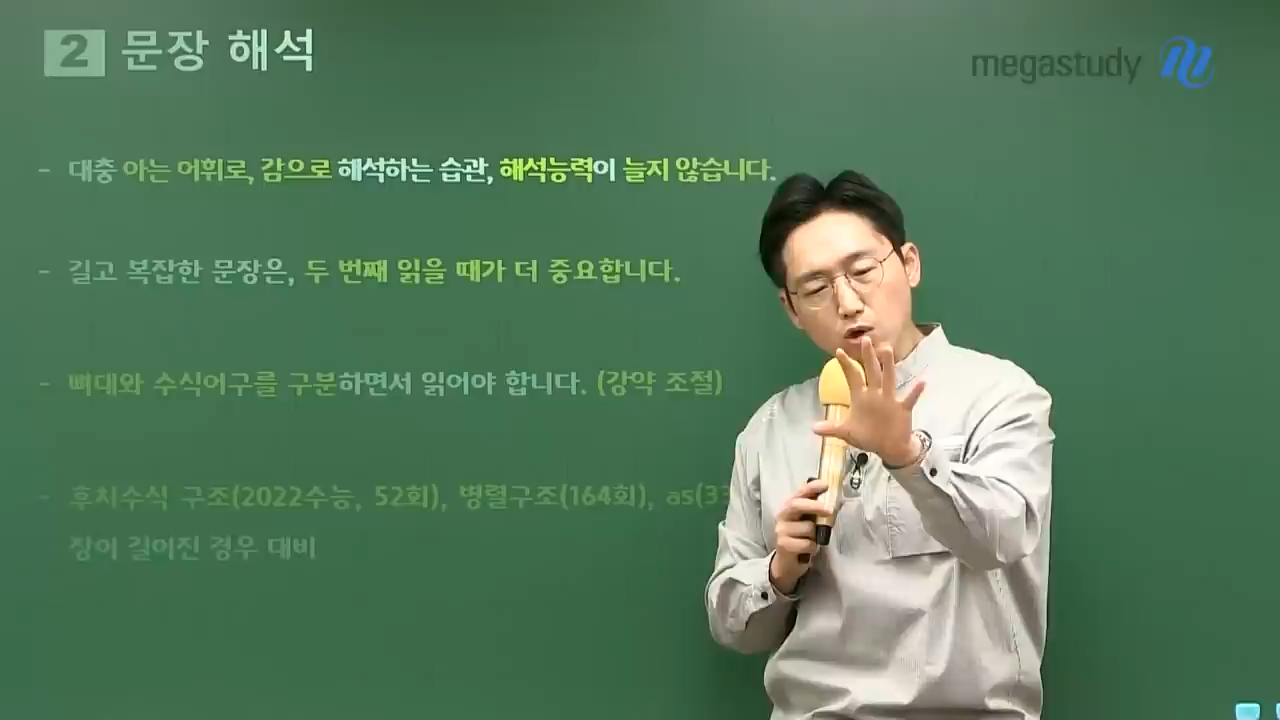 2 문장 해석
megastudy
- 대충 아는 어휘로, 감으로 해석하는 습관, 해석능력이 늘지 않습니다.
- 길고 복잡한 문장은, 두 번째 읽을 때가 더 중요합니다.
- 뼈대와 수식어구를 구분하면서 읽어야 합니다. (강약 조절)
- 후치수식 구조(2022수능, 52회), 병렬구조(164회), as(33
장이 길어진 경우 대비